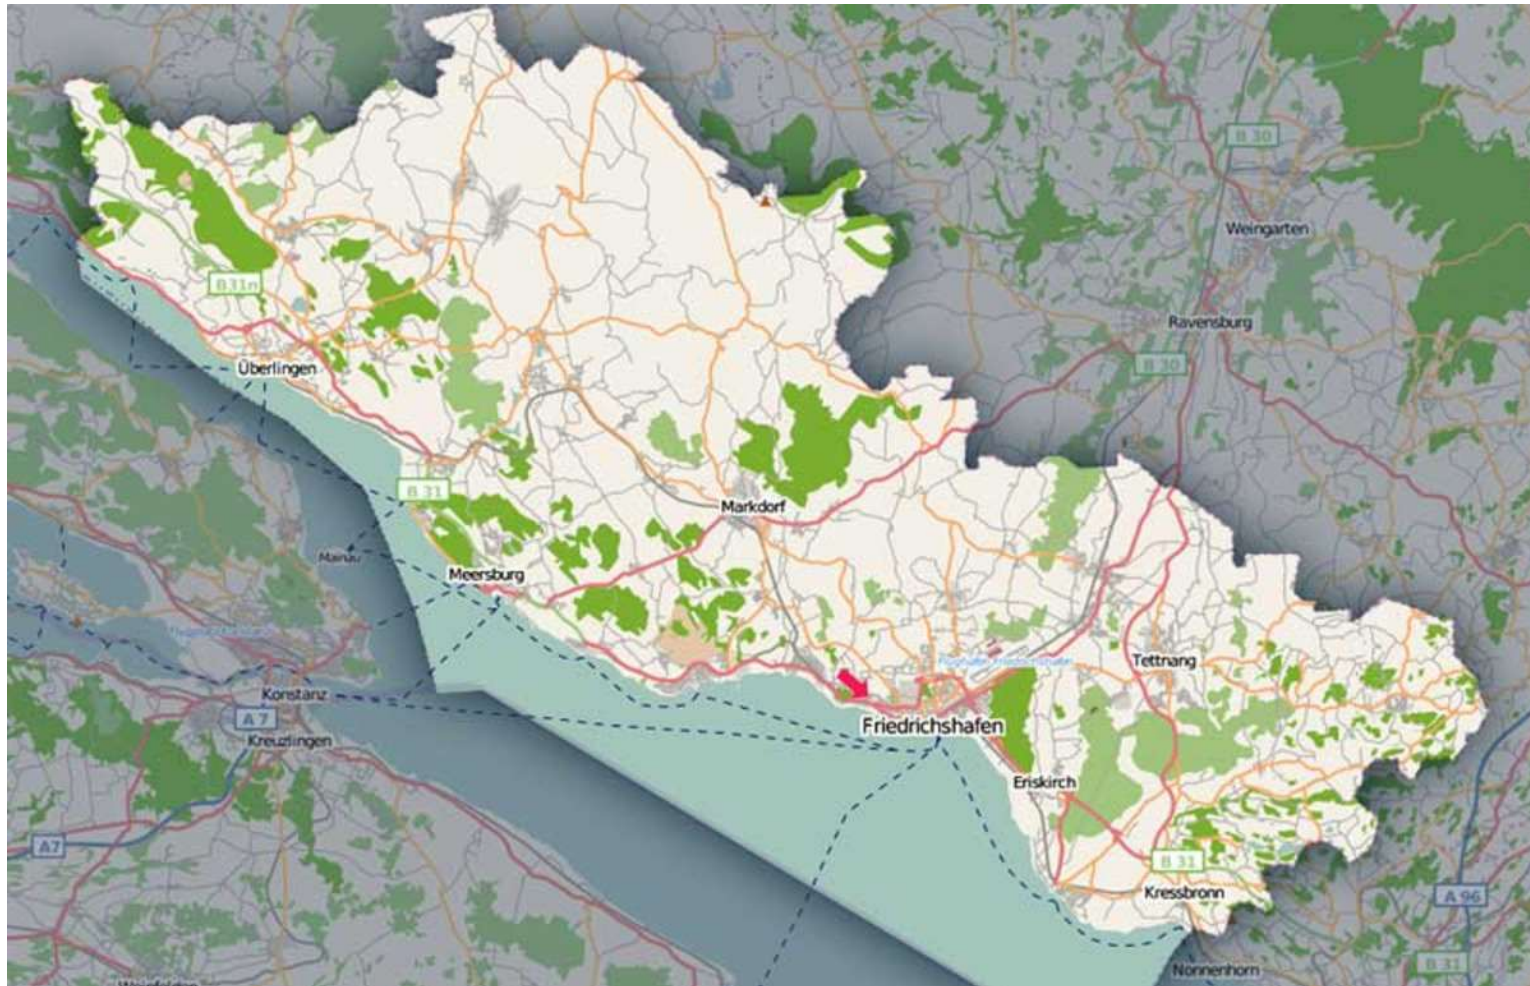 B 30
Weingarten
B31n
Ravensburg
B 30
Überlingen
B 31
Markdorf
Mainau
Meersburg
Tettnang
Konstanz
A 7
Friedrichshafen
Kreuzlingen
Eriskirch
A7
B 31
Kressbronn
A 96
B 31
Nonnenhorn